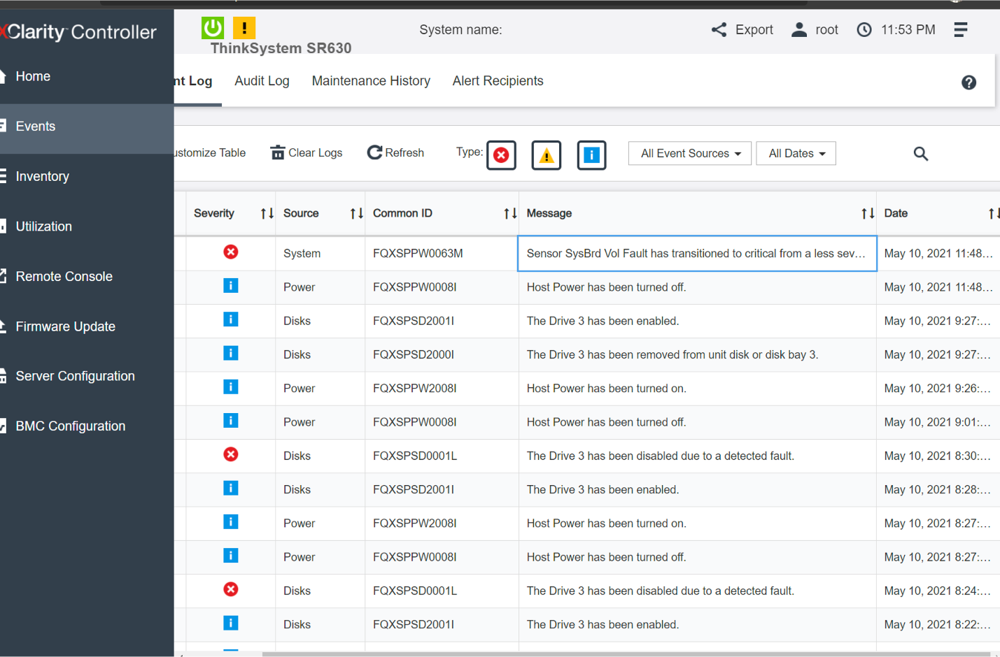 XClarity Controller
System name:
Export
root
11:53 PM
ThinkSystem SR630
Home
Events
Inventory
Utilization
Remote Console
Firmware Update
Server Configuration
BMC Configuration
nt Log
Audit Log
Maintenance History
Alert Recipients
ustomize Table
Clear Logs
Refresh
Type:
All Event Sources
All Dates
Severity Source Common ID Message Date
System FQXSPPW0063M Sensor SysBrd Vol Fault has transitioned to critical from a less sev... May 10, 2021 11:48...
Power FQXSPPW0008I Host Power has been turned off. May 10, 2021 11:48...
Disks FQXSPSD2001I The Drive 3 has been enabled. May 10, 2021 9:27:...
Disks FQXSPSD2000I The Drive 3 has been removed from unit disk or disk bay 3. May 10, 2021 9:27:...
Power FQXSPPW2008I Host Power has been turned on. May 10, 2021 9:26:...
Power FQXSPPW0008I Host Power has been turned off. May 10, 2021 9:01:...
Disks FQXSPSD0001L The Drive 3 has been disabled due to a detected fault. May 10, 2021 8:30:...
Disks FQXSPSD2001I The Drive 3 has been enabled. May 10, 2021 8:28:...
Power FQXSPPW2008I Host Power has been turned on. May 10, 2021 8:27:...
Power FQXSPPW0008I Host Power has been turned off. May 10, 2021 8:27:...
Disks FQXSPSD0001L The Drive 3 has been disabled due to a detected fault. May 10, 2021 8:24:...
Disks FQXSPSD2001I The Drive 3 has been enabled. May 10, 2021 8:22:...